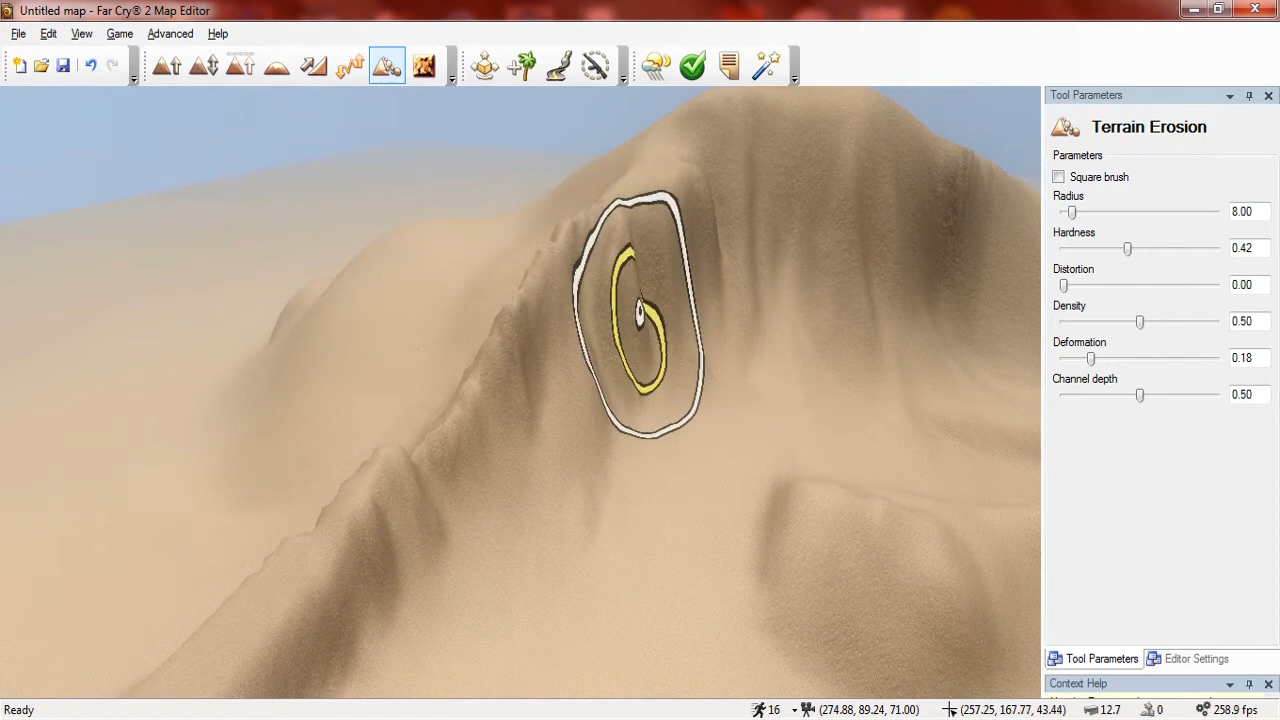 Untitled map - Far Cry® 2 Map Editor
File Edit View Game Advanced Help
Tool Parameters
Terrain Erosion
Parameters
Square brush
Radius
8.00
Hardness
0.42
Distortion
0.00
Density
0.50
Deformation
0.18
Channel depth
0.50
Tool Parameters Editor Settings
Context Help
Ready 16 (274.88, 89.24, 71.00) (257.25, 167.77, 43.44) 12.7 0 258.9 fps